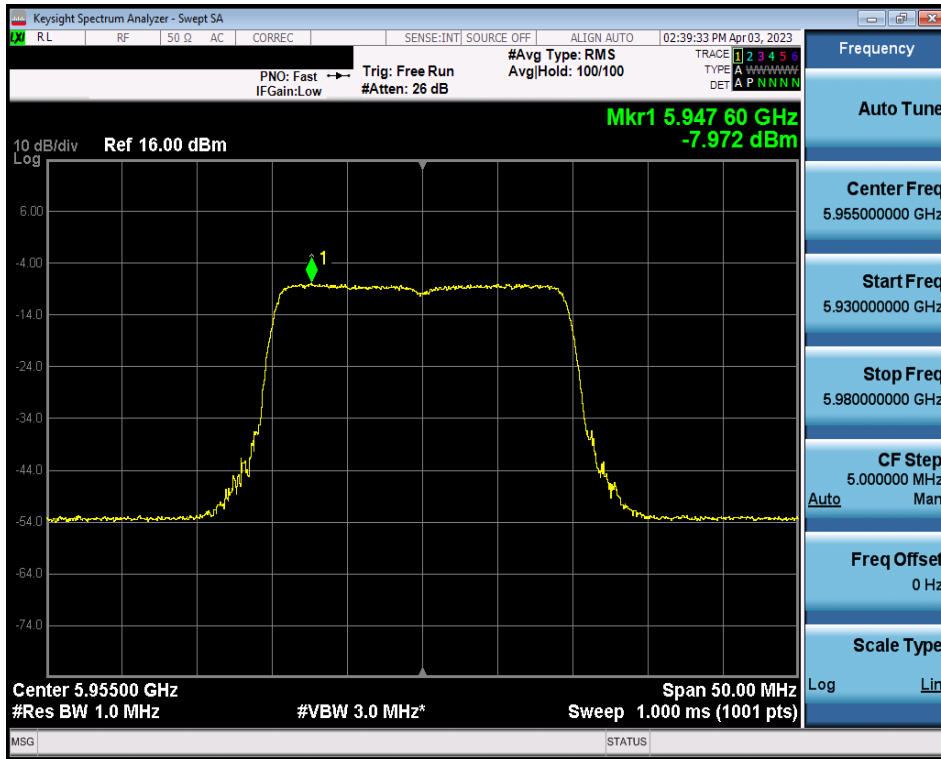 Keysight Spectrum Analyzer - Swept SA
LXI RL RF 50 Ω AC CORREC SENSE:INT SOURCE OFF ALIGN AUTO 02:39:33 PM Apr 03, 2023
PNO: Fast Trig: Free Run #Avg Type: RMS TRACE 1 2 3 4 5 6
IFGain:Low #Atten: 26 dB Avg|Hold: 100/100 TYPE A WWWWW
DET A P N N N N
Mkr1 5.947 60 GHz
-7.972 dBm
10 dB/div Ref 16.00 dBm
Log
6.00
1
-4.00
-14.0
-24.0
-34.0
-44.0
-54.0
-64.0
-74.0
Center 5.95500 GHz Span 50.00 MHz
#Res BW 1.0 MHz #VBW 3.0 MHz* Sweep 1.000 ms (1001 pts)
MSG STATUS
Frequency
Auto Tune
Center Freq
5.955000000 GHz
Start Freq
5.930000000 GHz
Stop Freq
5.980000000 GHz
CF Step
5.000000 MHz
Auto Man
Freq Offset
0 Hz
Scale Type
Log Lin